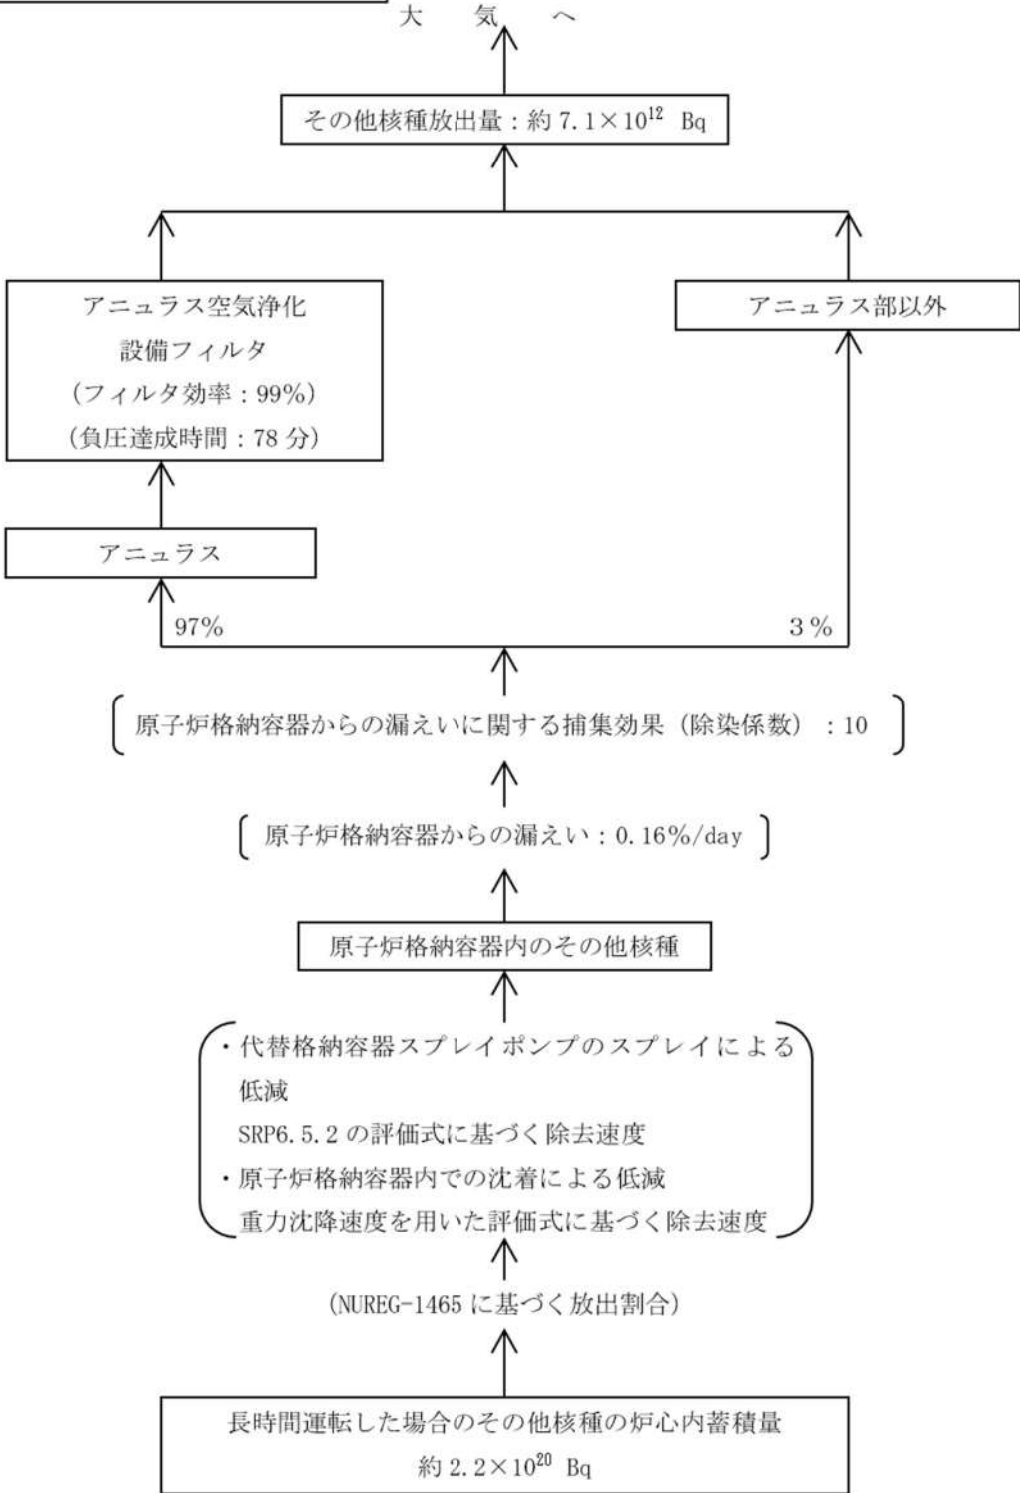 大　気　へ
その他核種放出量：約7.1×10¹² Bq
アニュラス空気浄化
設備フィルタ
(フィルタ効率：99%)
(負圧達成時間：78分)
アニュラス部以外
アニュラス
97%
3%
原子炉格納容器からの漏えいに関する捕集効果（除染係数）：10
原子炉格納容器からの漏えい：0.16%/day
原子炉格納容器内のその他核種
・代替格納容器スプレイポンプのスプレイによる
低減
SRP6.5.2の評価式に基づく除去速度
・原子炉格納容器内での沈着による低減
重力沈降速度を用いた評価式に基づく除去速度
(NUREG-1465に基づく放出割合)
長時間運転した場合のその他核種の炉心内蓄積量
約2.2×10²⁰ Bq